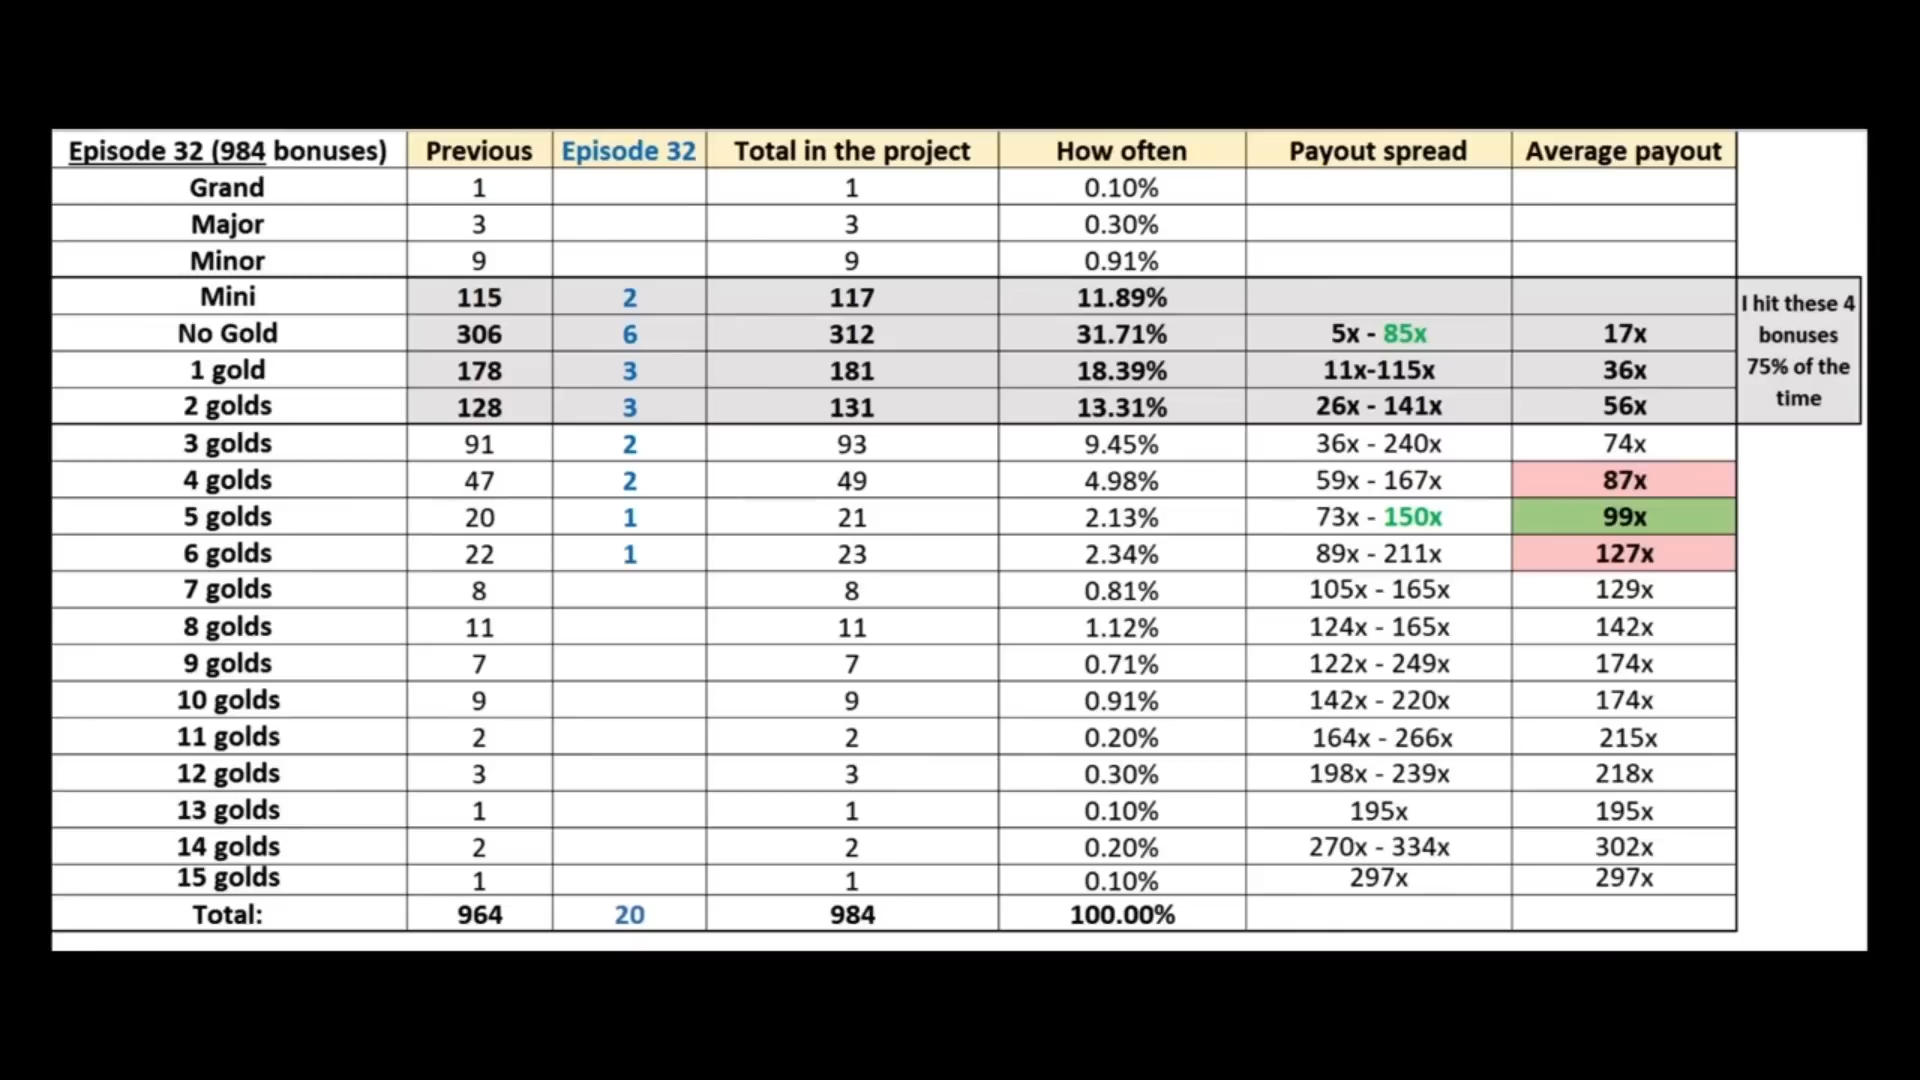 Episode 32 (984 bonuses) Previous Episode 32 Total in the project How often Payout spread Average payout
Grand 1 1 0.10%
Major 3 3 0.30%
Minor 9 9 0.91%
Mini 115 2 117 11.89%
No Gold 306 6 312 31.71% 5x - 85x 17x
1 gold 178 3 181 18.39% 11x-115x 36x
2 golds 128 3 131 13.31% 26x - 141x 56x
I hit these 4
bonuses
75% of the
time
3 golds 91 2 93 9.45% 36x - 240x 74x
4 golds 47 2 49 4.98% 59x - 167x 87x
5 golds 20 1 21 2.13% 73x - 150x 99x
6 golds 22 1 23 2.34% 89x - 211x 127x
7 golds 8 8 0.81% 105x - 165x 129x
8 golds 11 11 1.12% 124x - 165x 142x
9 golds 7 7 0.71% 122x - 249x 174x
10 golds 9 9 0.91% 142x - 220x 174x
11 golds 2 2 0.20% 164x - 266x 215x
12 golds 3 3 0.30% 198x - 239x 218x
13 golds 1 1 0.10% 195x 195x
14 golds 2 2 0.20% 270x - 334x 302x
15 golds 1 1 0.10% 297x 297x
Total: 964 20 984 100.00%